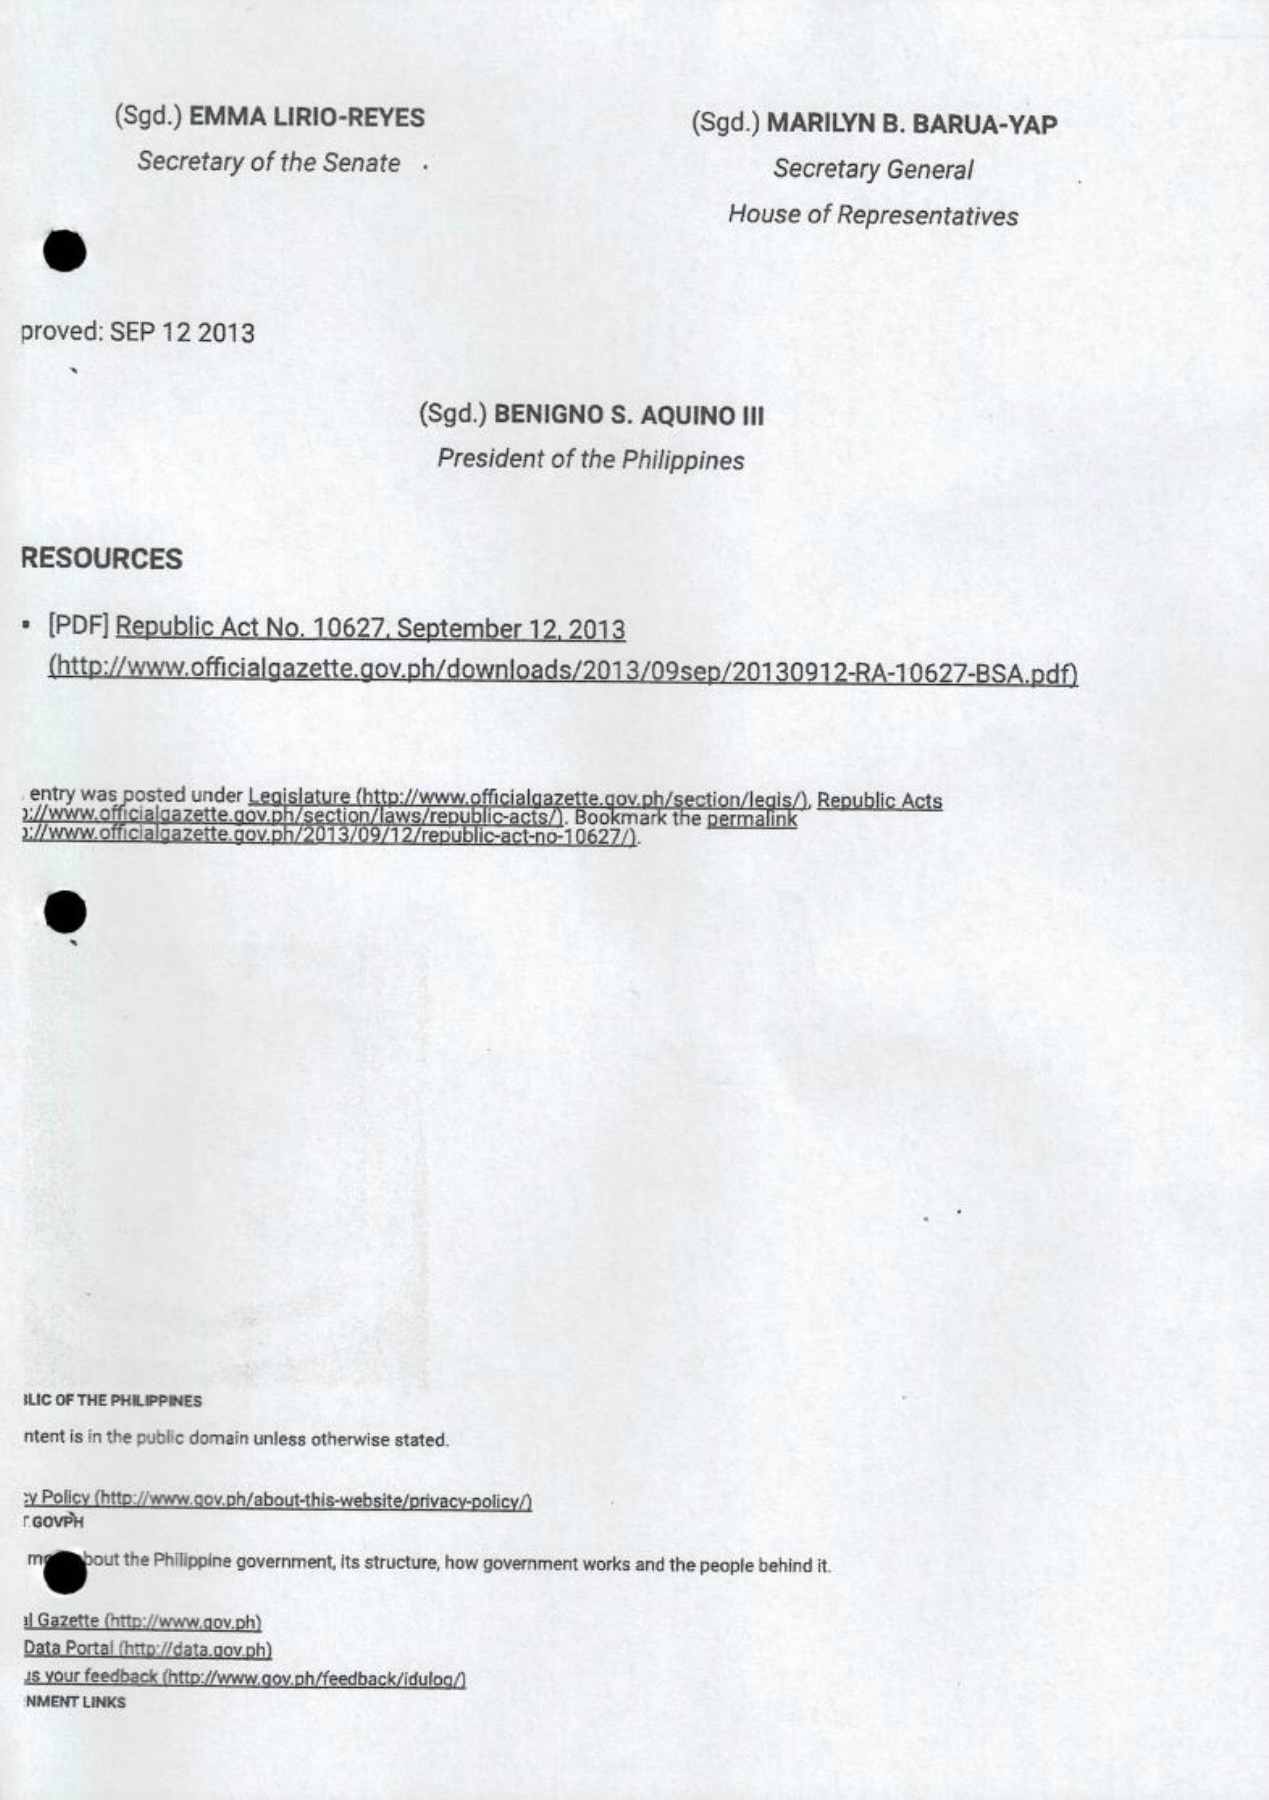 (Sgd.) EMMA LIRIO-REYES
Secretary of the Senate
(Sgd.) MARILYN B. BARUA-YAP
Secretary General
House of Representatives
proved: SEP 12 2013
(Sgd.) BENIGNO S. AQUINO III
President of the Philippines
RESOURCES
▪ [PDF] Republic Act No. 10627, September 12, 2013
(http://www.officialgazette.gov.ph/downloads/2013/09sep/20130912-RA-10627-BSA.pdf)
entry was posted under Legislature (http://www.officialgazette.gov.ph/section/legis/), Republic Acts
://www.officialgazette.gov.ph/section/laws/republic-acts/). Bookmark the permalink
://www.officialgazette.gov.ph/2013/09/12/republic-act-no-10627/).
LIC OF THE PHILIPPINES
ntent is in the public domain unless otherwise stated.
y Policy (http://www.gov.ph/about-this-website/privacy-policy/)
GOVPH
bout the Philippine government, its structure, how government works and the people behind it.
al Gazette (http://www.gov.ph)
Data Portal (http://data.gov.ph)
us your feedback (http://www.gov.ph/feedback/idulog/)
NMENT LINKS